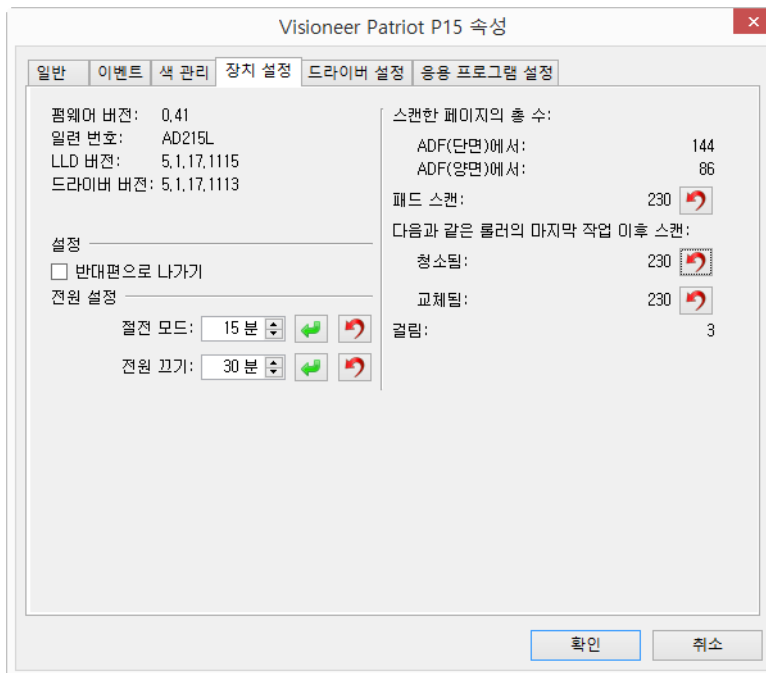 Visioneer Patriot P15 속성
일반 이벤트 색 관리 장치 설정 드라이버 설정 응용 프로그램 설정
펌웨어 버전: 0,41
일련 번호: AD215L
LLD 버전: 5,1,17,1115
드라이버 버전: 5,1,17,1113
설정
반대편으로 나가기
전원 설정
절전 모드: 15 분
전원 끄기: 30 분
스캔한 페이지의 총 수:
ADF(단면)에서: 144
ADF(양면)에서: 86
패드 스캔: 230
다음과 같은 롤러의 마지막 작업 이후 스캔:
청소됨: 230
교체됨: 230
걸림: 3
확인 취소